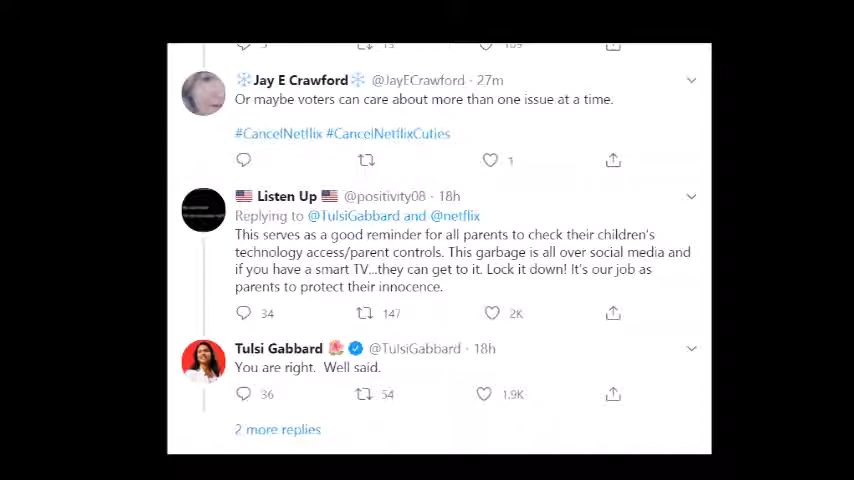 3 13 109
Jay E Crawford @JayECrawford · 27m
Or maybe voters can care about more than one issue at a time.
#CancelNetflix #CancelNetflixCuties
1
Listen Up @positivity08 · 18h
Replying to @TulsiGabbard and @netflix
This serves as a good reminder for all parents to check their children's
technology access/parent controls. This garbage is all over social media and
if you have a smart TV...they can get to it. Lock it down! It's our job as
parents to protect their innocence.
34 147 2K
Tulsi Gabbard @TulsiGabbard · 18h
You are right. Well said.
36 54 1.9K
2 more replies